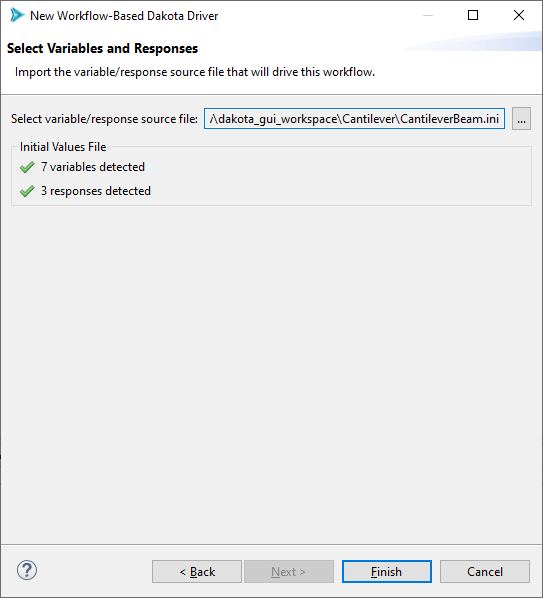 New Workflow-Based Dakota Driver
Select Variables and Responses
Import the variable/response source file that will drive this workflow.
Select variable/response source file: /\dakota_gui_workspace\Cantilever\CantileverBeam.ini ...
Initial Values File
7 variables detected
3 responses detected
? < Back Next > Finish Cancel